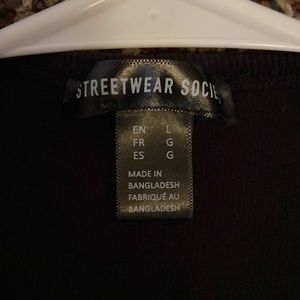 STREETWEAR SOCIE
EN L
FR G
ES G
MADE IN
BANGLADESH
FABRIQUÉ AU
BANGLADESH